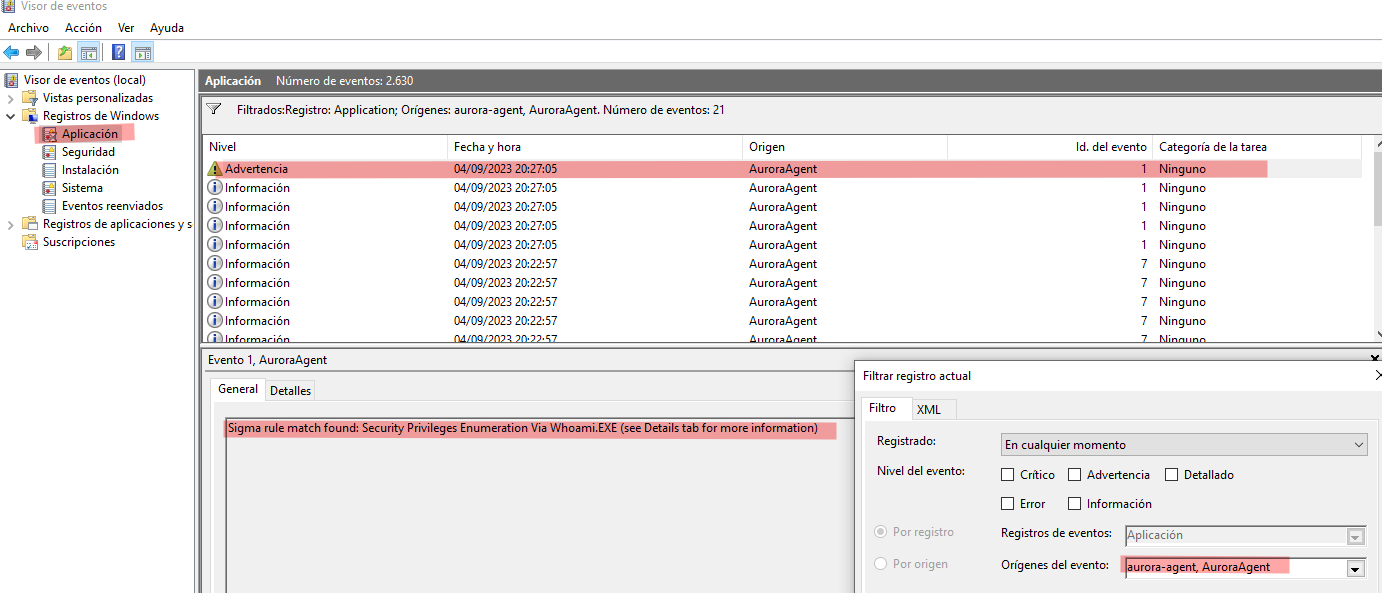 Visor de eventos
Archivo Acción Ver Ayuda
Visor de eventos (local)
Vistas personalizadas
Registros de Windows
Aplicación
Seguridad
Instalación
Sistema
Eventos reenviados
Registros de aplicaciones y s
Suscripciones
Aplicación Número de eventos: 2.630
Filtrados:Registro: Application; Orígenes: aurora-agent, AuroraAgent. Número de eventos: 21
Nivel Fecha y hora Origen Id. del evento Categoría de la tarea
Advertencia 04/09/2023 20:27:05 AuroraAgent 1 Ninguno
Información 04/09/2023 20:27:05 AuroraAgent 1 Ninguno
Información 04/09/2023 20:27:05 AuroraAgent 1 Ninguno
Información 04/09/2023 20:27:05 AuroraAgent 1 Ninguno
Información 04/09/2023 20:27:05 AuroraAgent 1 Ninguno
Información 04/09/2023 20:22:57 AuroraAgent 7 Ninguno
Información 04/09/2023 20:22:57 AuroraAgent 7 Ninguno
Información 04/09/2023 20:22:57 AuroraAgent 7 Ninguno
Información 04/09/2023 20:22:57 AuroraAgent 7 Ninguno
Información 04/09/2023 20:22:57 AuroraAgent 7 Ninguno
Evento 1, AuroraAgent
General Detalles
Sigma rule match found: Security Privileges Enumeration Via Whoami.EXE (see Details tab for more information)
Filtrar registro actual
Filtro XML
Registrado: En cualquier momento
Nivel del evento: Crítico Advertencia Detallado
Error Información
Por registro Registros de eventos: Aplicación
Por origen Orígenes del evento: aurora-agent, AuroraAgent